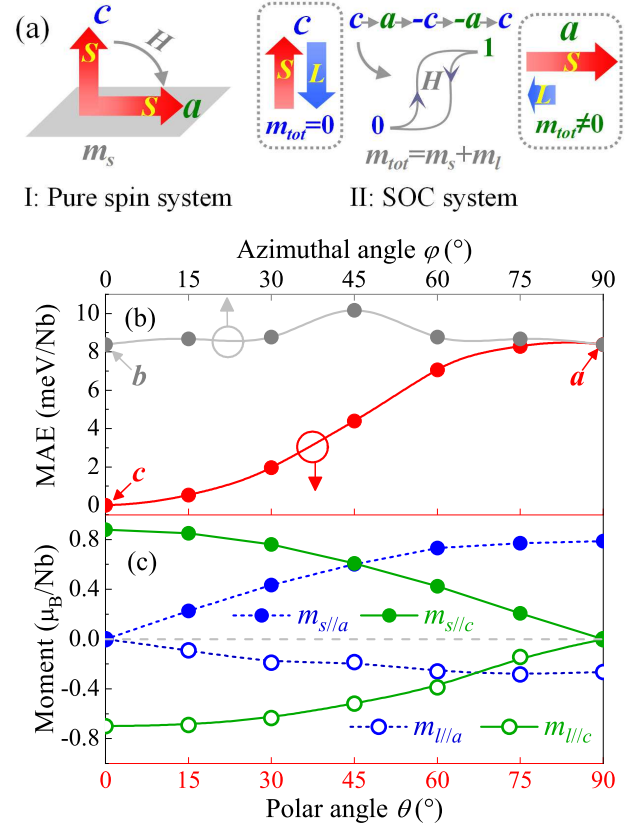 (a)
c
H
S
S
a
m_s
I: Pure spin system
c→a→-c→-a→c
S
L
m_tot=0
H
1
0
m_tot=m_s+m_l
a
S
L
m_tot≠0
II: SOC system
Azimuthal angle φ (°)
0 15 30 45 60 75 90
(b)
MAE (meV/Nb)
10
8
6
4
2
0
b
a
c
(c)
Moment (μ_B/Nb)
0.8
0.4
0.0
-0.4
-0.8
m_s//a m_s//c
m_l//a m_l//c
0 15 30 45 60 75 90
Polar angle θ (°)